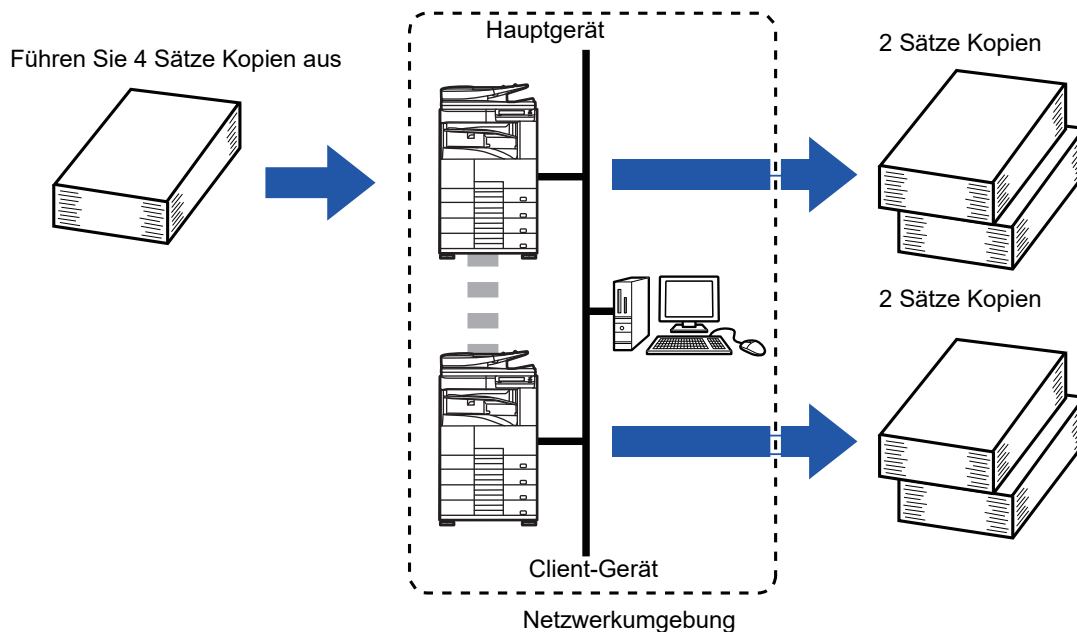 Führen Sie 4 Sätze Kopien aus
Hauptgerät
2 Sätze Kopien
2 Sätze Kopien
Client-Gerät
Netzwerkumgebung